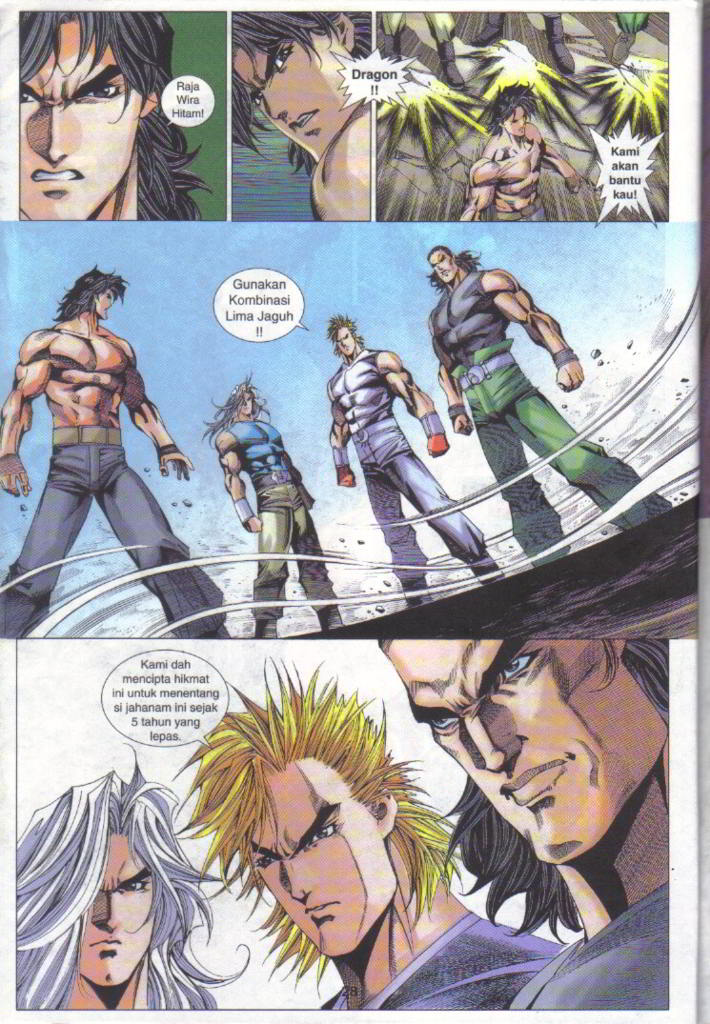 Raja
Wira
Hitam!
Dragon
!!
Kami
akan
bantu
kau!
Gunakan
Kombinasi
Lima Jaguh
!!
Kami dah
mencipta hikmat
ini untuk menentang
si jahanam ini sejak
5 tahun yang
lepas.